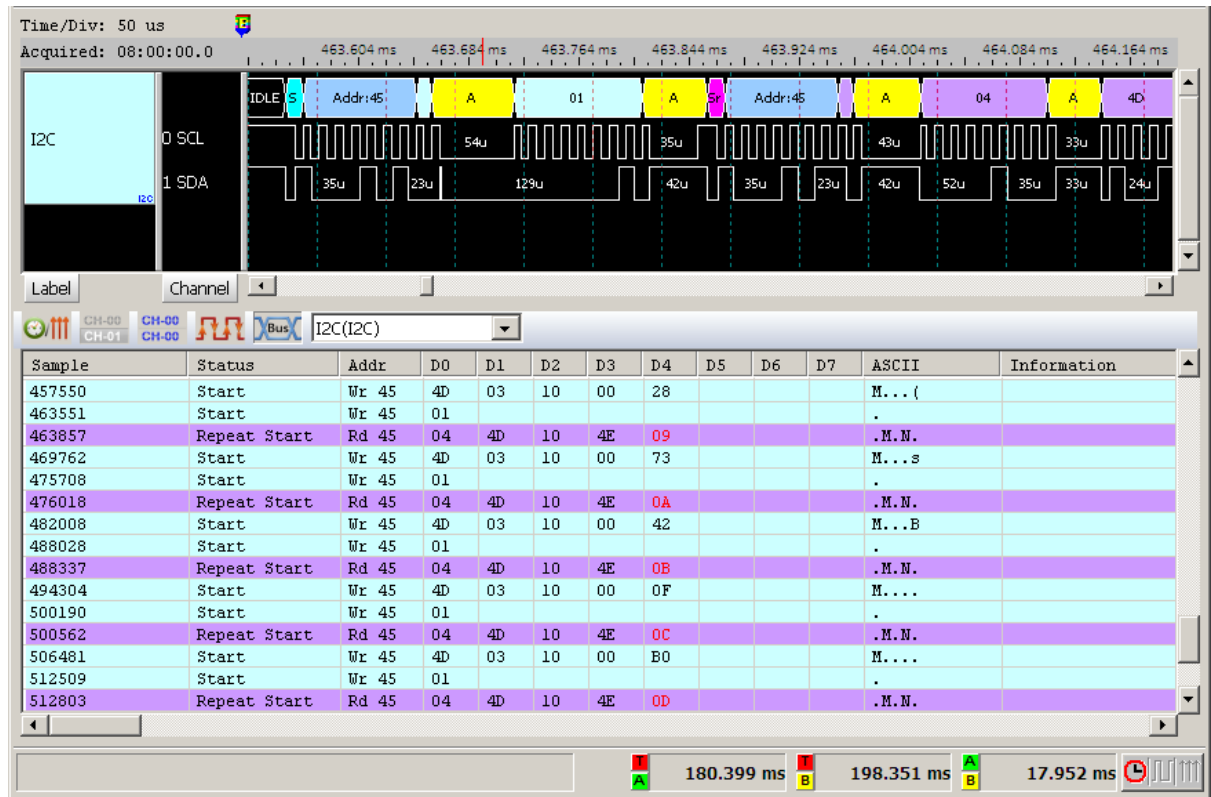 Time/Div: 50 us
Acquired: 08:00:00.0 463.604 ms 463.684 ms 463.764 ms 463.844 ms 463.924 ms 464.004 ms 464.084 ms 464.164 ms
IDLE S Addr:45 A 01 A Sr Addr:45 A 04 A 4D
I2C 0 SCL 54u 35u 43u 33u
1 SDA 35u 23u 129u 42u 35u 23u 42u 52u 35u 33u 24u
I2C
Label Channel
CH-00 CH-00 Bus I2C(I2C)
CH-01 CH-00
Sample Status Addr D0 D1 D2 D3 D4 D5 D6 D7 ASCII Information
457550 Start Wr 45 4D 03 10 00 28 M...(
463551 Start Wr 45 01 .
463857 Repeat Start Rd 45 04 4D 10 4E 09 .M.N.
469762 Start Wr 45 4D 03 10 00 73 M...s
475708 Start Wr 45 01 .
476018 Repeat Start Rd 45 04 4D 10 4E 0A .M.N.
482008 Start Wr 45 4D 03 10 00 42 M...B
488028 Start Wr 45 01 .
488337 Repeat Start Rd 45 04 4D 10 4E 0B .M.N.
494304 Start Wr 45 4D 03 10 00 0F M....
500190 Start Wr 45 01 .
500562 Repeat Start Rd 45 04 4D 10 4E 0C .M.N.
506481 Start Wr 45 4D 03 10 00 B0 M....
512509 Start Wr 45 01 .
512803 Repeat Start Rd 45 04 4D 10 4E 0D .M.N.
T A 180.399 ms T B 198.351 ms A B 17.952 ms